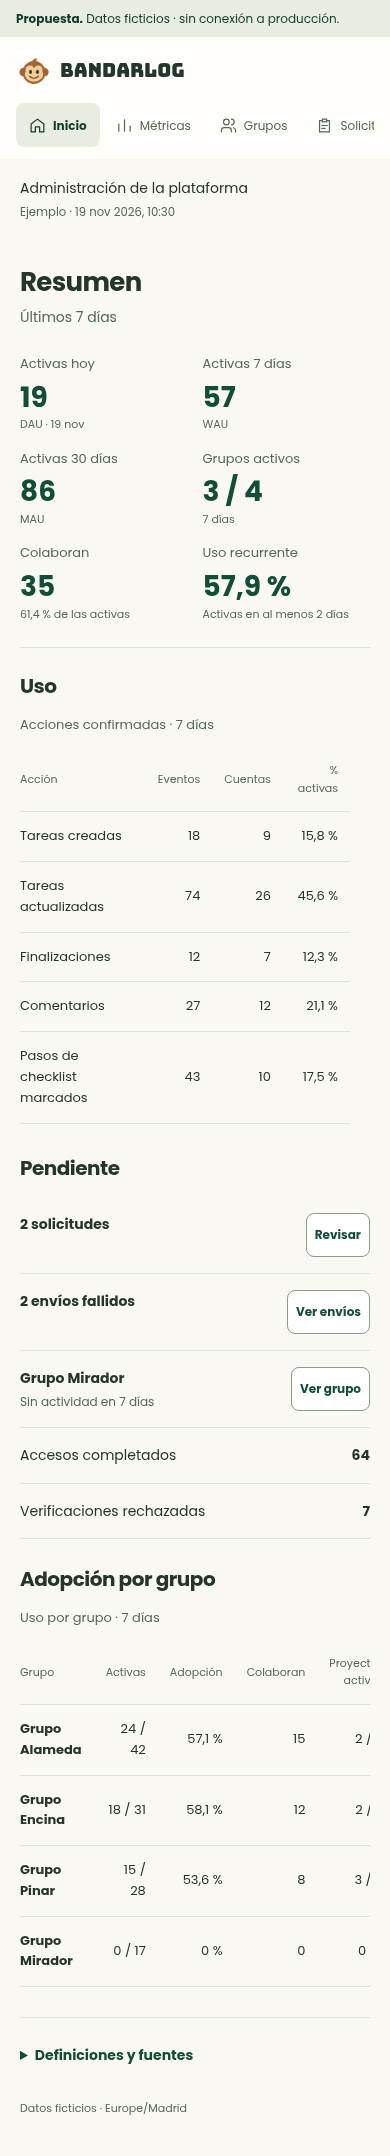 Propuesta. Datos ficticios · sin conexión a producción.
BANDARLOG
Inicio Métricas Grupos Solicit
Administración de la plataforma
Ejemplo · 19 nov 2026, 10:30
Resumen
Últimos 7 días
Activas hoy Activas 7 días
19 57
DAU · 19 nov WAU
Activas 30 días Grupos activos
86 3 / 4
MAU 7 días
Colaboran Uso recurrente
35 57,9 %
61,4 % de las activas Activas en al menos 2 días
Uso
Acciones confirmadas · 7 días
Acción Eventos Cuentas % activas
Tareas creadas 18 9 15,8 %
Tareas actualizadas 74 26 45,6 %
Finalizaciones 12 7 12,3 %
Comentarios 27 12 21,1 %
Pasos de checklist marcados 43 10 17,5 %
Pendiente
2 solicitudes Revisar
2 envíos fallidos Ver envíos
Grupo Mirador Ver grupo
Sin actividad en 7 días
Accesos completados 64
Verificaciones rechazadas 7
Adopción por grupo
Uso por grupo · 7 días
Grupo Activas Adopción Colaboran Proyect activ
Grupo Alameda 24 / 42 57,1 % 15 2 /
Grupo Encina 18 / 31 58,1 % 12 2 /
Grupo Pinar 15 / 28 53,6 % 8 3 /
Grupo Mirador 0 / 17 0 % 0 0
Definiciones y fuentes
Datos ficticios · Europe/Madrid